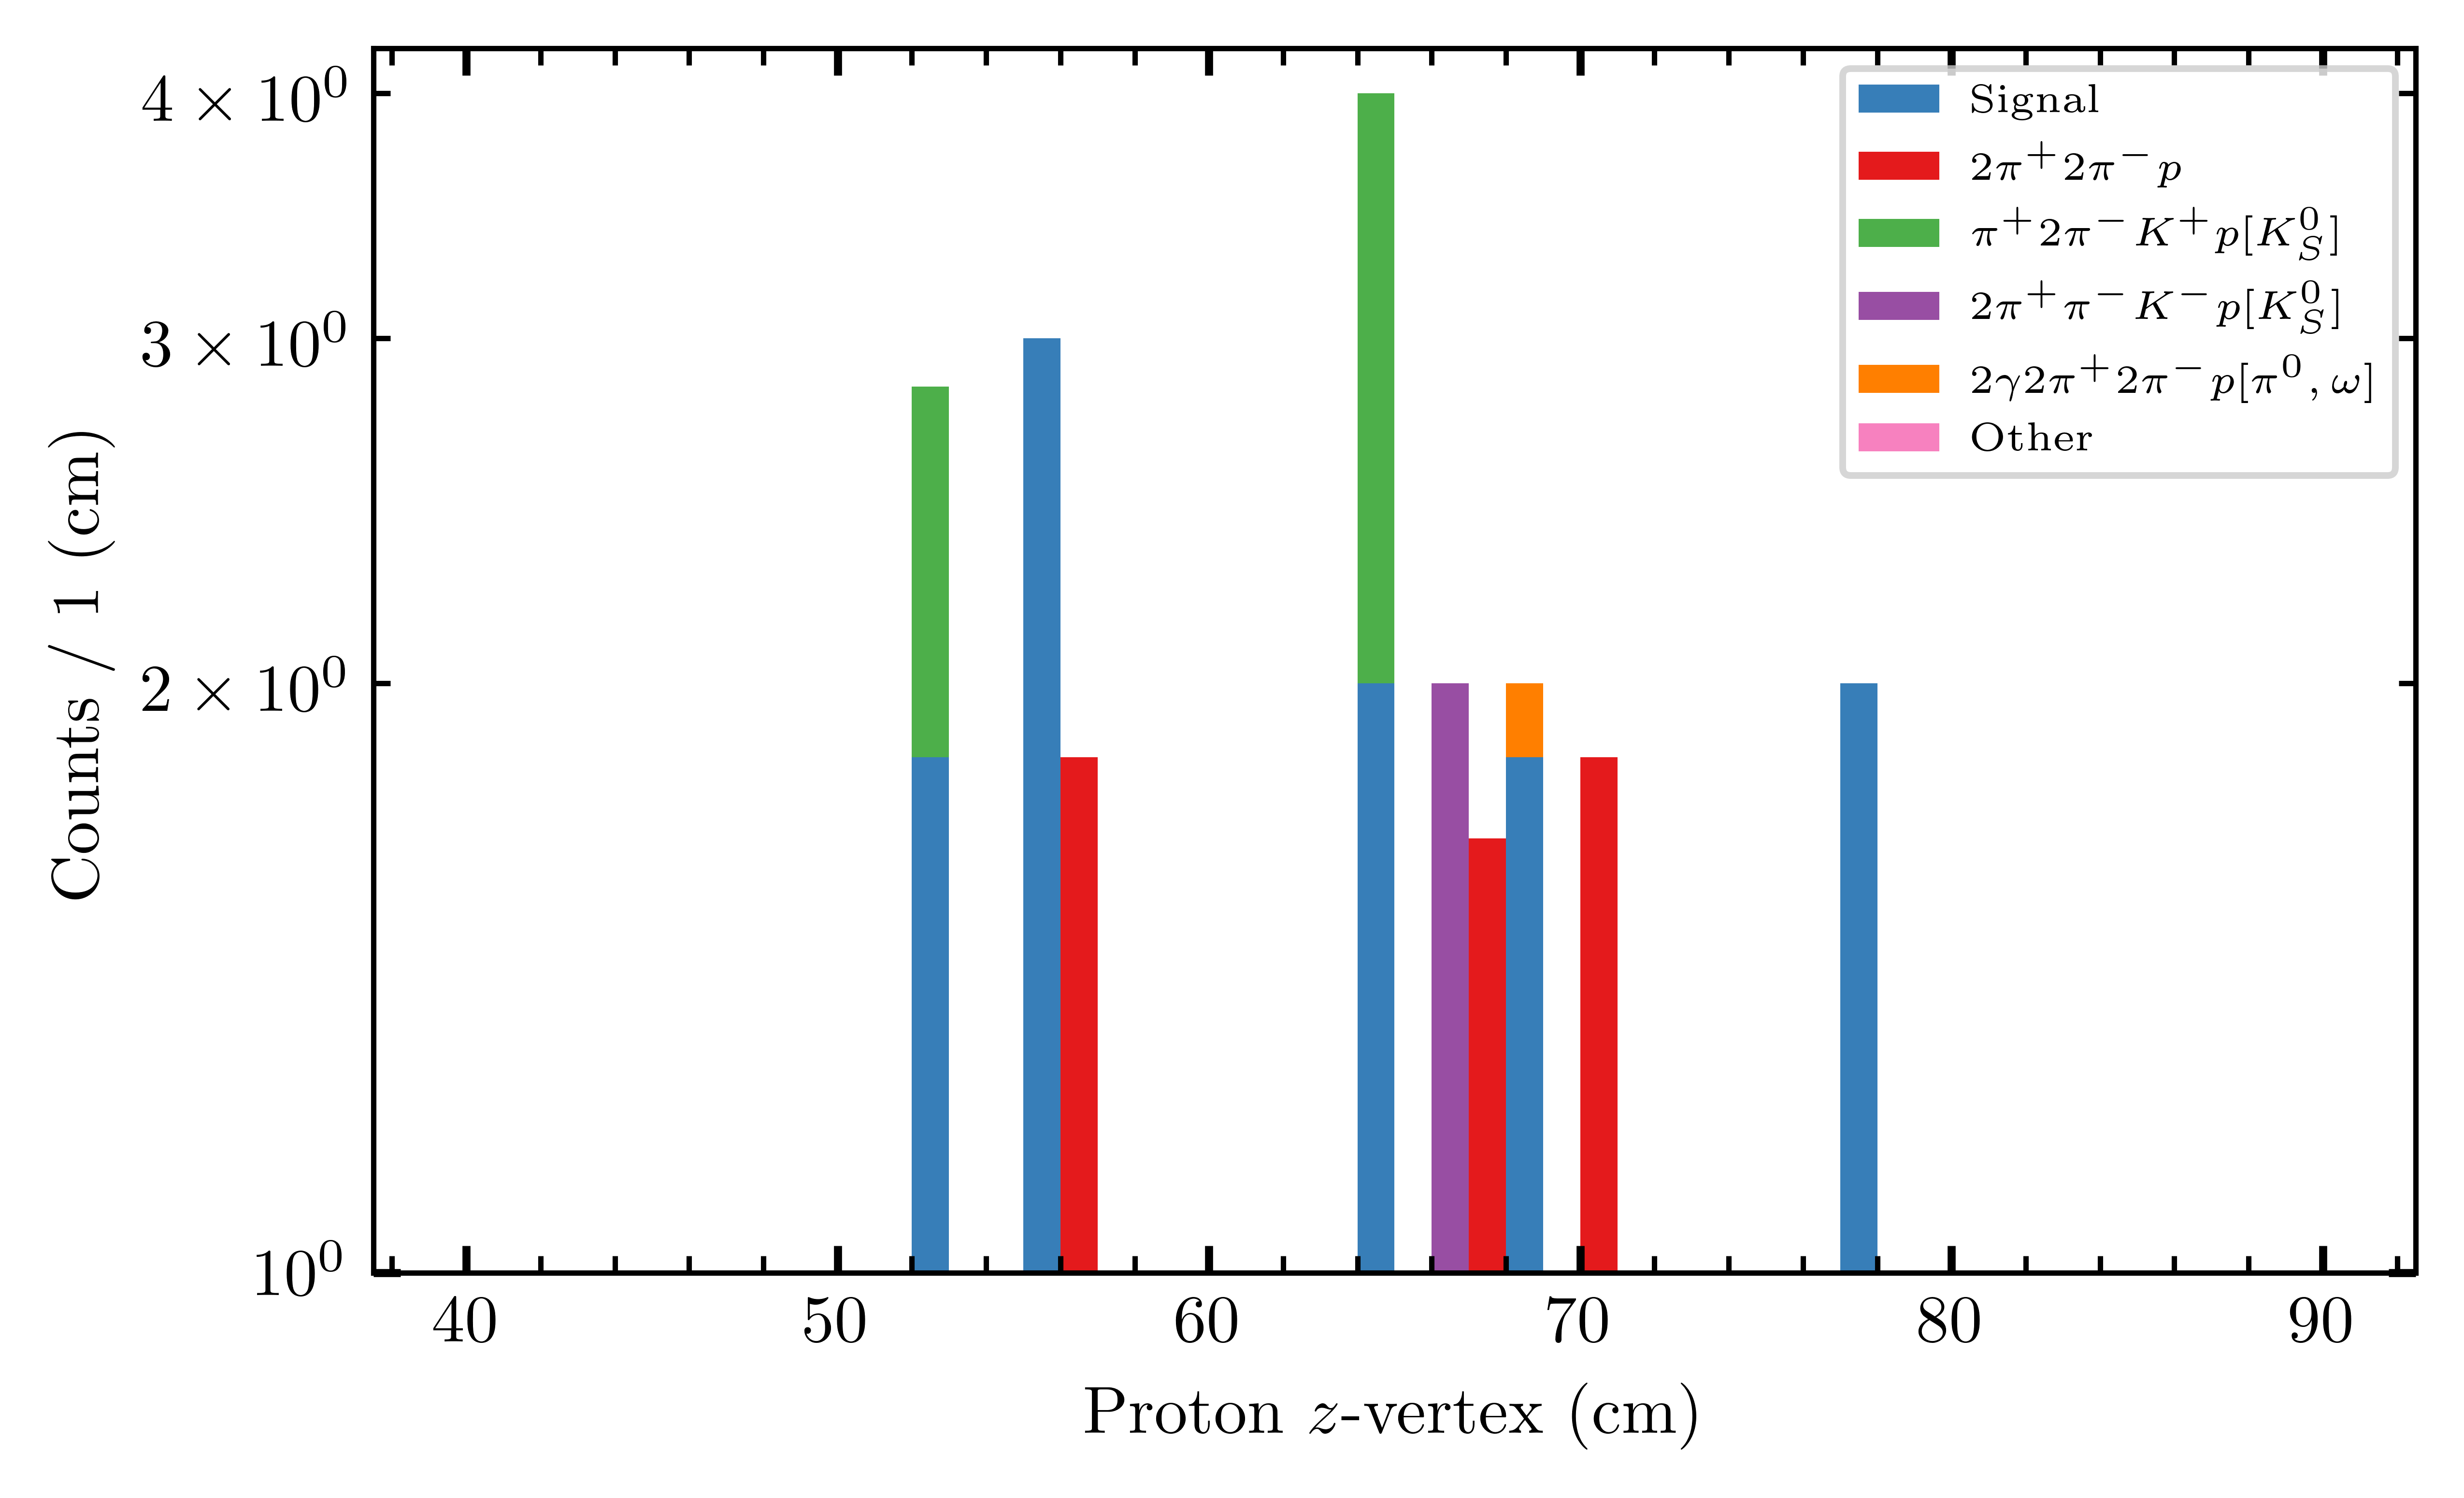 4 × 10⁰
3 × 10⁰
2 × 10⁰
10⁰
Counts / 1 (cm)
Signal
2π⁺2π⁻p
π⁺2π⁻K⁺p[K⁰_S]
2π⁺π⁻K⁻p[K⁰_S]
2γ2π⁺2π⁻p[π⁰, ω]
Other
40 50 60 70 80 90
Proton z-vertex (cm)